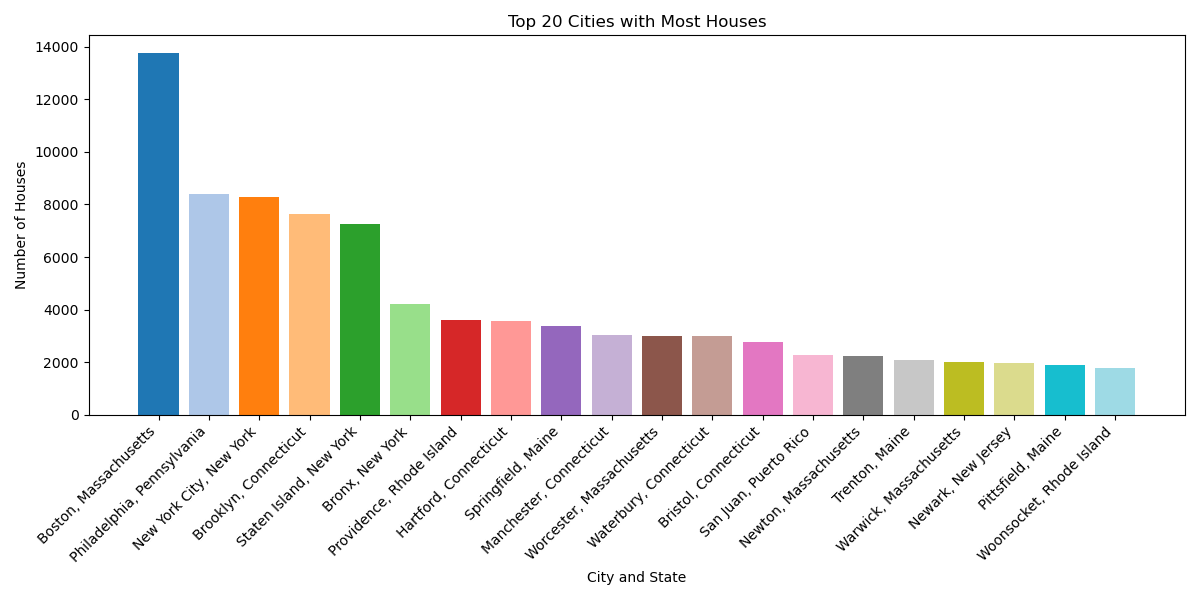 Top 20 Cities with Most Houses
Number of Houses
14000
12000
10000
8000
6000
4000
2000
0
Boston, Massachusetts
Philadelphia, Pennsylvania
New York City, New York
Brooklyn, Connecticut
Staten Island, New York
Bronx, New York
Providence, Rhode Island
Hartford, Connecticut
Springfield, Maine
Manchester, Connecticut
Worcester, Massachusetts
Waterbury, Connecticut
Bristol, Connecticut
San Juan, Puerto Rico
Newton, Massachusetts
Trenton, Maine
Warwick, Massachusetts
Newark, New Jersey
Pittsfield, Maine
Woonsocket, Rhode Island
City and State